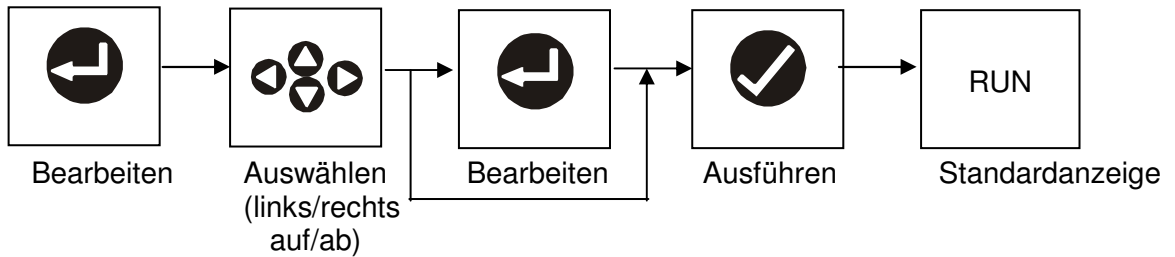 RUN
Bearbeiten
Auswählen
(links/rechts
auf/ab)
Bearbeiten
Ausführen
Standardanzeige